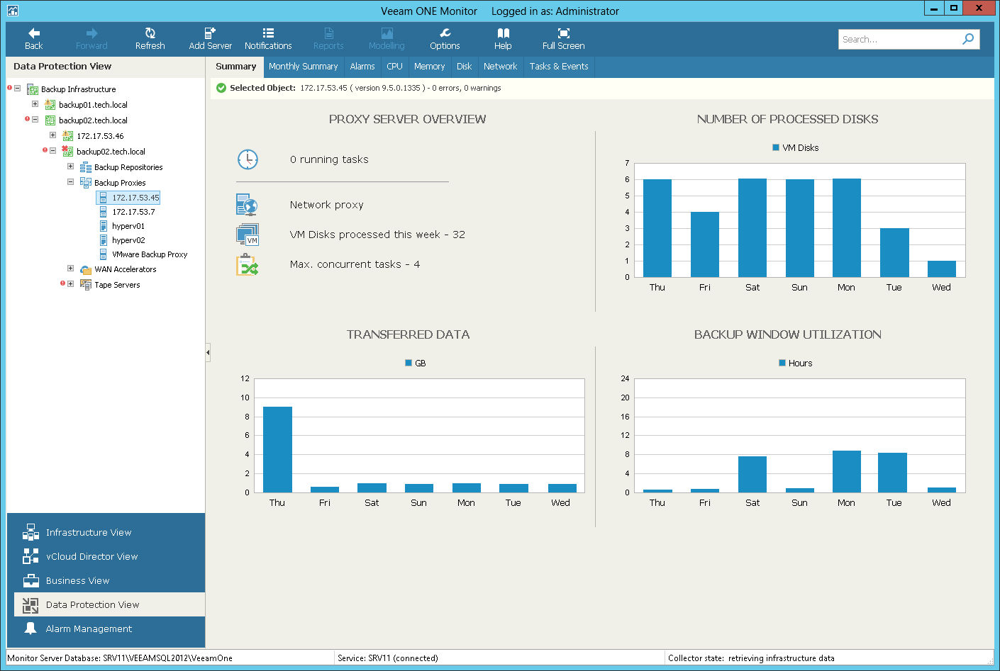 Veeam ONE Monitor Logged in as: Administrator
Back Forward Refresh Add Server Notifications Reports Modelling Options Help Full Screen Search...
Data Protection View
Summary Monthly Summary Alarms CPU Memory Disk Network Tasks & Events
Selected Object: 172.17.53.45 ( version 9.5.0.1335 ) - 0 errors, 0 warnings
Backup Infrastructure
backup01.tech.local
backup02.tech.local
172.17.53.46
backup02.tech.local
Backup Repositories
Backup Proxies
172.17.53.45
172.17.53.7
hyperv01
hyperv02
VMware Backup Proxy
WAN Accelerators
Tape Servers
Infrastructure View
vCloud Director View
Business View
Data Protection View
Alarm Management
PROXY SERVER OVERVIEW
0 running tasks
Network proxy
VM
VM Disks processed this week - 32
Max. concurrent tasks - 4
NUMBER OF PROCESSED DISKS
VM Disks
7
6
5
4
3
2
1
0
Thu Fri Sat Sun Mon Tue Wed
TRANSFERRED DATA
GB
12
10
8
6
4
2
0
Thu Fri Sat Sun Mon Tue Wed
BACKUP WINDOW UTILIZATION
Hours
24
20
16
12
8
4
0
Thu Fri Sat Sun Mon Tue Wed
Monitor Server Database: SRV11\VEEAMSQL2012\VeeamOne Service: SRV11 (connected) Collector state: retrieving infrastructure data